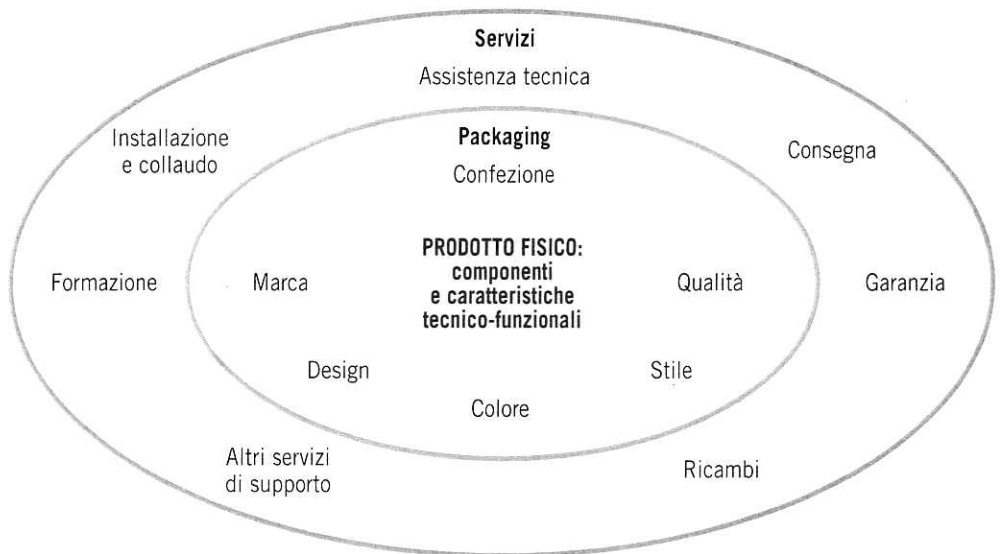 Servizi
Assistenza tecnica
Installazione
e collaudo
Packaging
Consegna
Confezione
PRODOTTO FISICO:
componenti
e caratteristiche
tecnico-funzionali
Formazione
Marca
Qualità
Garanzia
Design
Stile
Colore
Altri servizi
di supporto
Ricambi